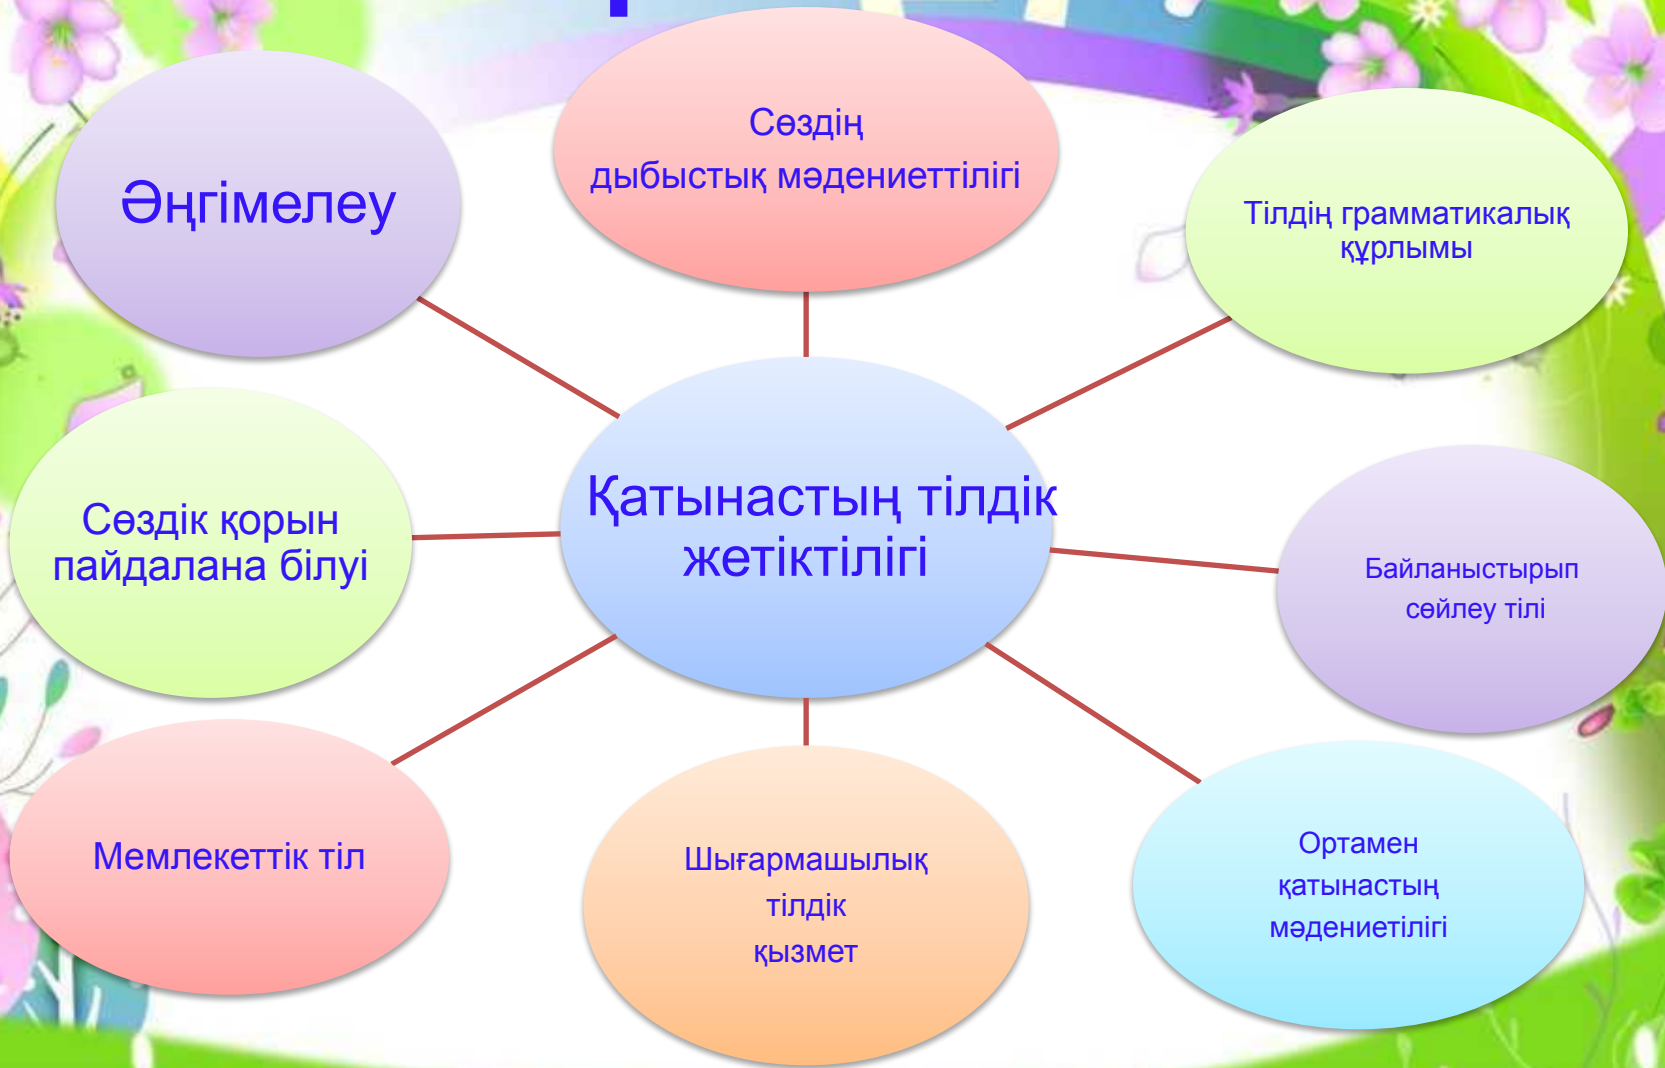 Әңгімелеу
Сөздің
дыбыстық мәдениеттілігі
Тілдің грамматикалық
құрлымы
Қатынастың тілдік
жетіктілігі
Сөздік қорын
пайдалана білуі
Байланыстырып
сөйлеу тілі
Мемлекеттік тіл
Шығармашылық
тілдік
қызмет
Ортамен
қатынастың
мәдениетілігі